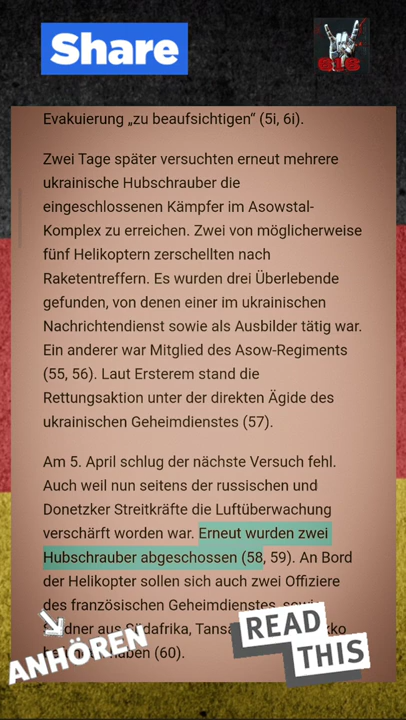 Share
SLS
Evakuierung „zu beaufsichtigen“ (5i, 6i).
Zwei Tage später versuchten erneut mehrere
ukrainische Hubschrauber die
eingeschlossenen Kämpfer im Asowstal-
Komplex zu erreichen. Zwei von möglicherweise
fünf Helikoptern zerschellten nach
Raketentreffern. Es wurden drei Überlebende
gefunden, von denen einer im ukrainischen
Nachrichtendienst sowie als Ausbilder tätig war.
Ein anderer war Mitglied des Asow-Regiments
(55, 56). Laut Ersterem stand die
Rettungsaktion unter der direkten Ägide des
ukrainischen Geheimdienstes (57).
Am 5. April schlug der nächste Versuch fehl.
Auch weil nun seitens der russischen und
Donetzker Streitkräfte die Luftüberwachung
verschärft worden war. Erneut wurden zwei
Hubschrauber abgeschossen (58, 59). An Bord
der Helikopter sollen sich auch zwei Offiziere
des französischen Geheimdienstes
aus
(60).
ANHÖREN
READ
THIS